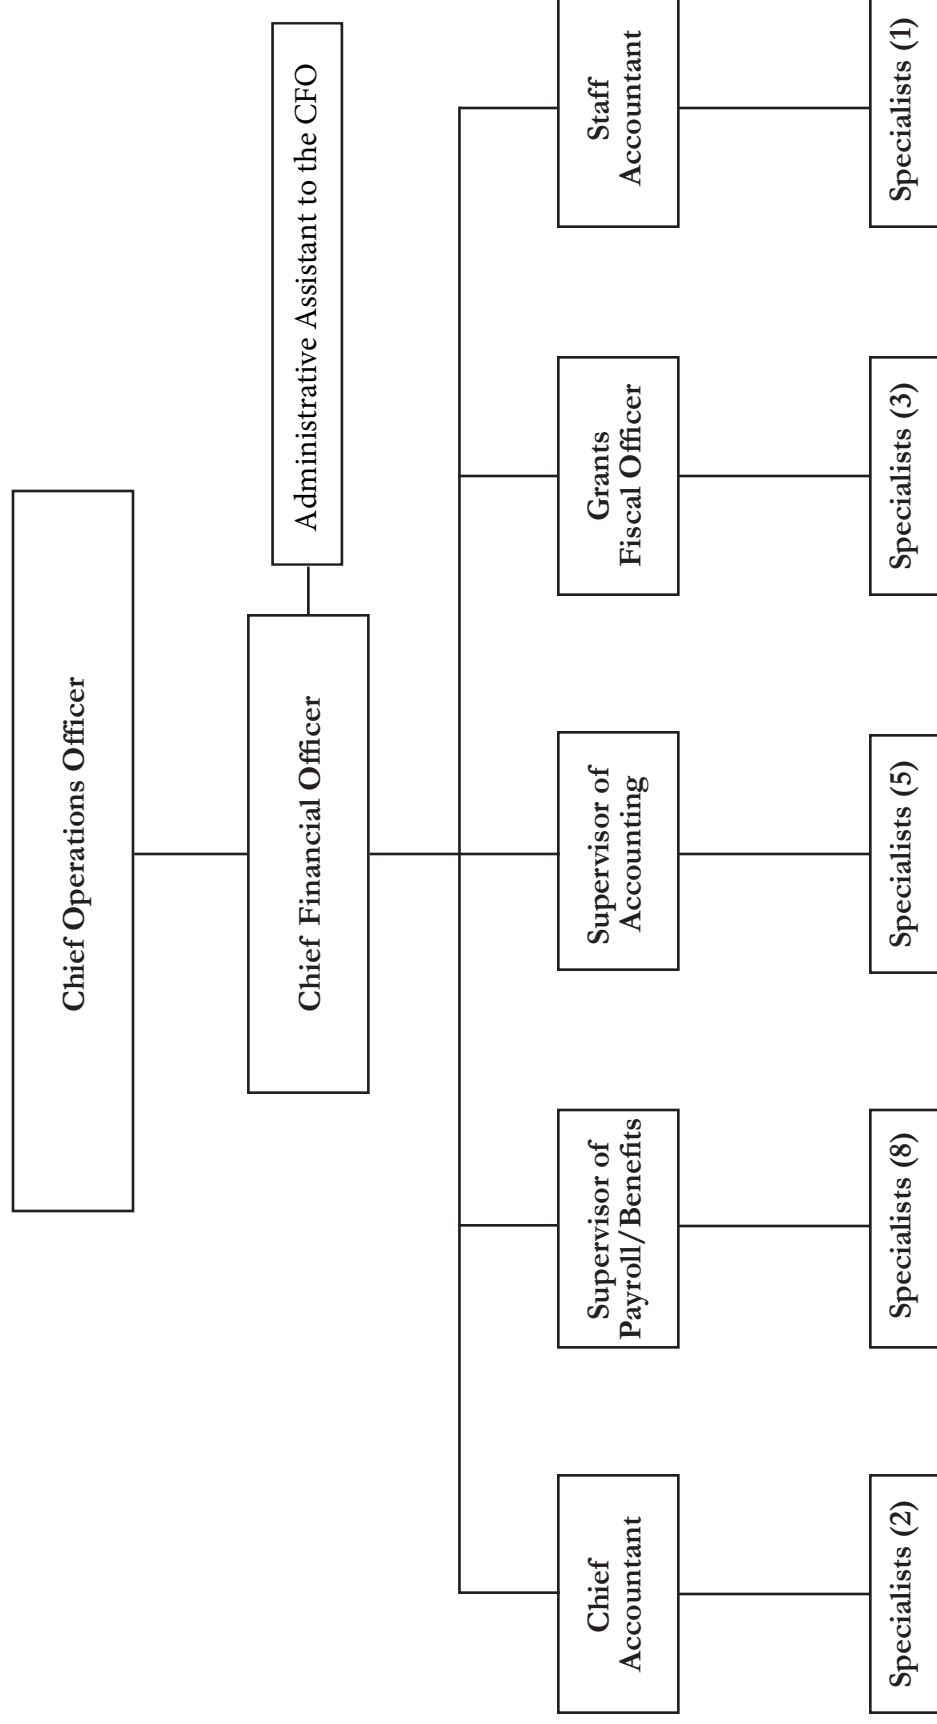 Chief Operations Officer
Chief Financial Officer
Administrative Assistant to the CFO
Chief
Accountant
Supervisor of
Payroll/Benefits
Supervisor of
Accounting
Grants
Fiscal Officer
Staff
Accountant
Specialists (2)
Specialists (8)
Specialists (5)
Specialists (3)
Specialists (1)